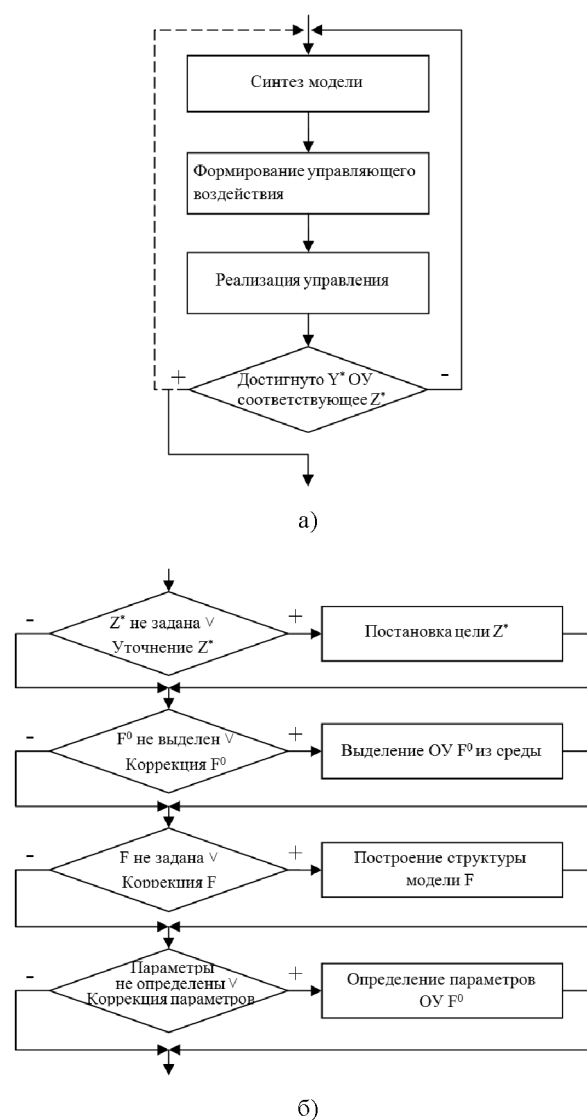 Синтез модели
Формирование управляющего
воздействия
Реализация управления
+
Достигнуто Y* ОУ
соответствующее Z*
-
а)
-
Z* не задана ∨
Уточнение Z*
+
Постановка цели Z*
-
F⁰ не выделен ∨
Коррекция F⁰
+
Выделение ОУ F⁰ из среды
-
F не задана ∨
Коррекция F
+
Построение структуры
модели F
-
Параметры
не определены ∨
Коррекция параметров
+
Определение параметров
ОУ F⁰
б)